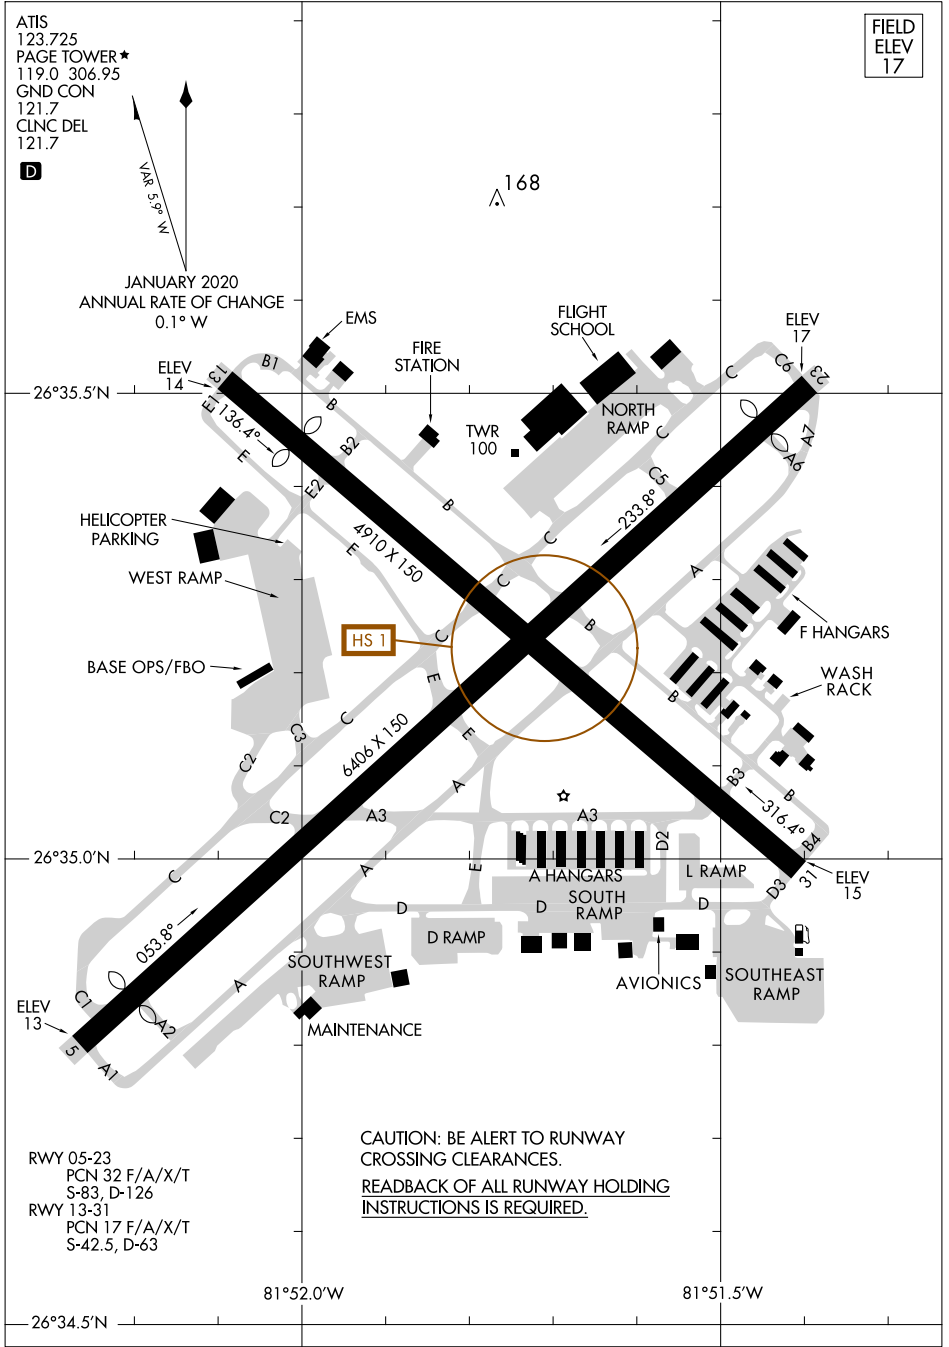 ATIS
123.725
PAGE TOWER★
119.0 306.95
GND CON
121.7
CLNC DEL
121.7
D
FIELD
ELEV
17
VAR 5.9° W
JANUARY 2020
ANNUAL RATE OF CHANGE
0.1° W
168
EMS
FIRE
STATION
FLIGHT
SCHOOL
ELEV
17
ELEV
14
13
B1
C
C6
23
26°35.5'N
E1
136.4°
B
NORTH
RAMP
TWR
100
C
A7
E
B2
A6
E2
C5
B
233.8°
HELICOPTER
PARKING
4910 X 150
E
C
WEST RAMP
C
A
HS 1
C
B
F HANGARS
BASE OPS/FBO
E
B
WASH
RACK
C
C3
6406 X 150
E
C2
A
B3
B
316.4°
C2
A3
A3
D2
B4
26°35.0'N
A
E
A HANGARS
L RAMP
D3
31
ELEV
15
C
D
D
SOUTH
RAMP
D
053.8°
D RAMP
SOUTHWEST
RAMP
AVIONICS
SOUTHEAST
RAMP
A
C1
ELEV
13
A2
MAINTENANCE
5
A1
CAUTION: BE ALERT TO RUNWAY
CROSSING CLEARANCES.
READBACK OF ALL RUNWAY HOLDING
INSTRUCTIONS IS REQUIRED.
RWY 05-23
PCN 32 F/A/X/T
S-83, D-126
RWY 13-31
PCN 17 F/A/X/T
S-42.5, D-63
81°52.0'W
81°51.5'W
26°34.5'N